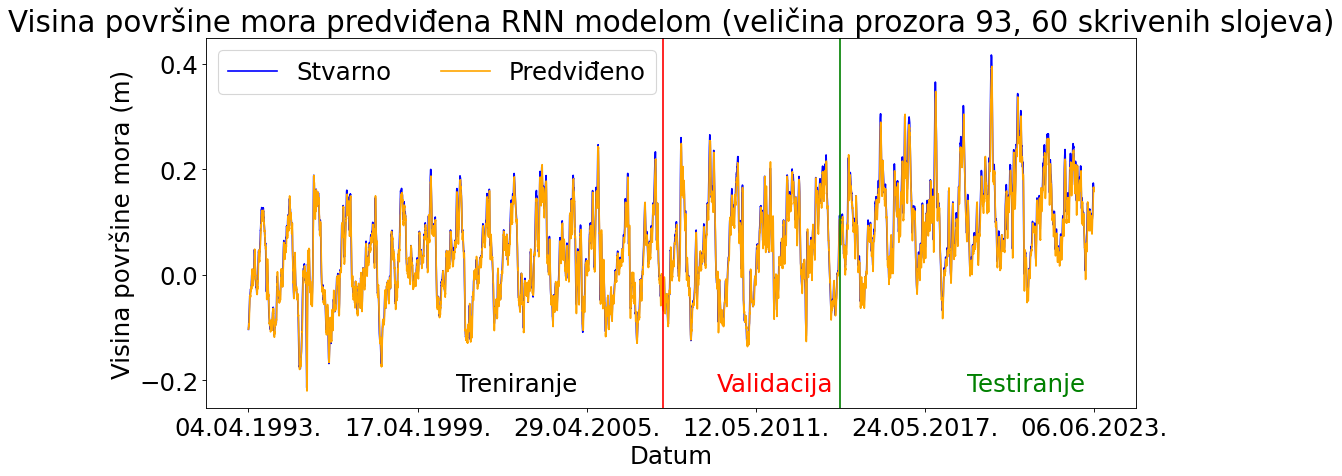 Visina površine mora predviđena RNN modelom (veličina prozora 93, 60 skrivenih slojeva)
Stvarno
Predviđeno
Visina površine mora (m)
0.4
0.2
0.0
−0.2
Treniranje
Validacija
Testiranje
04.04.1993.
17.04.1999.
29.04.2005.
12.05.2011.
24.05.2017.
06.06.2023.
Datum